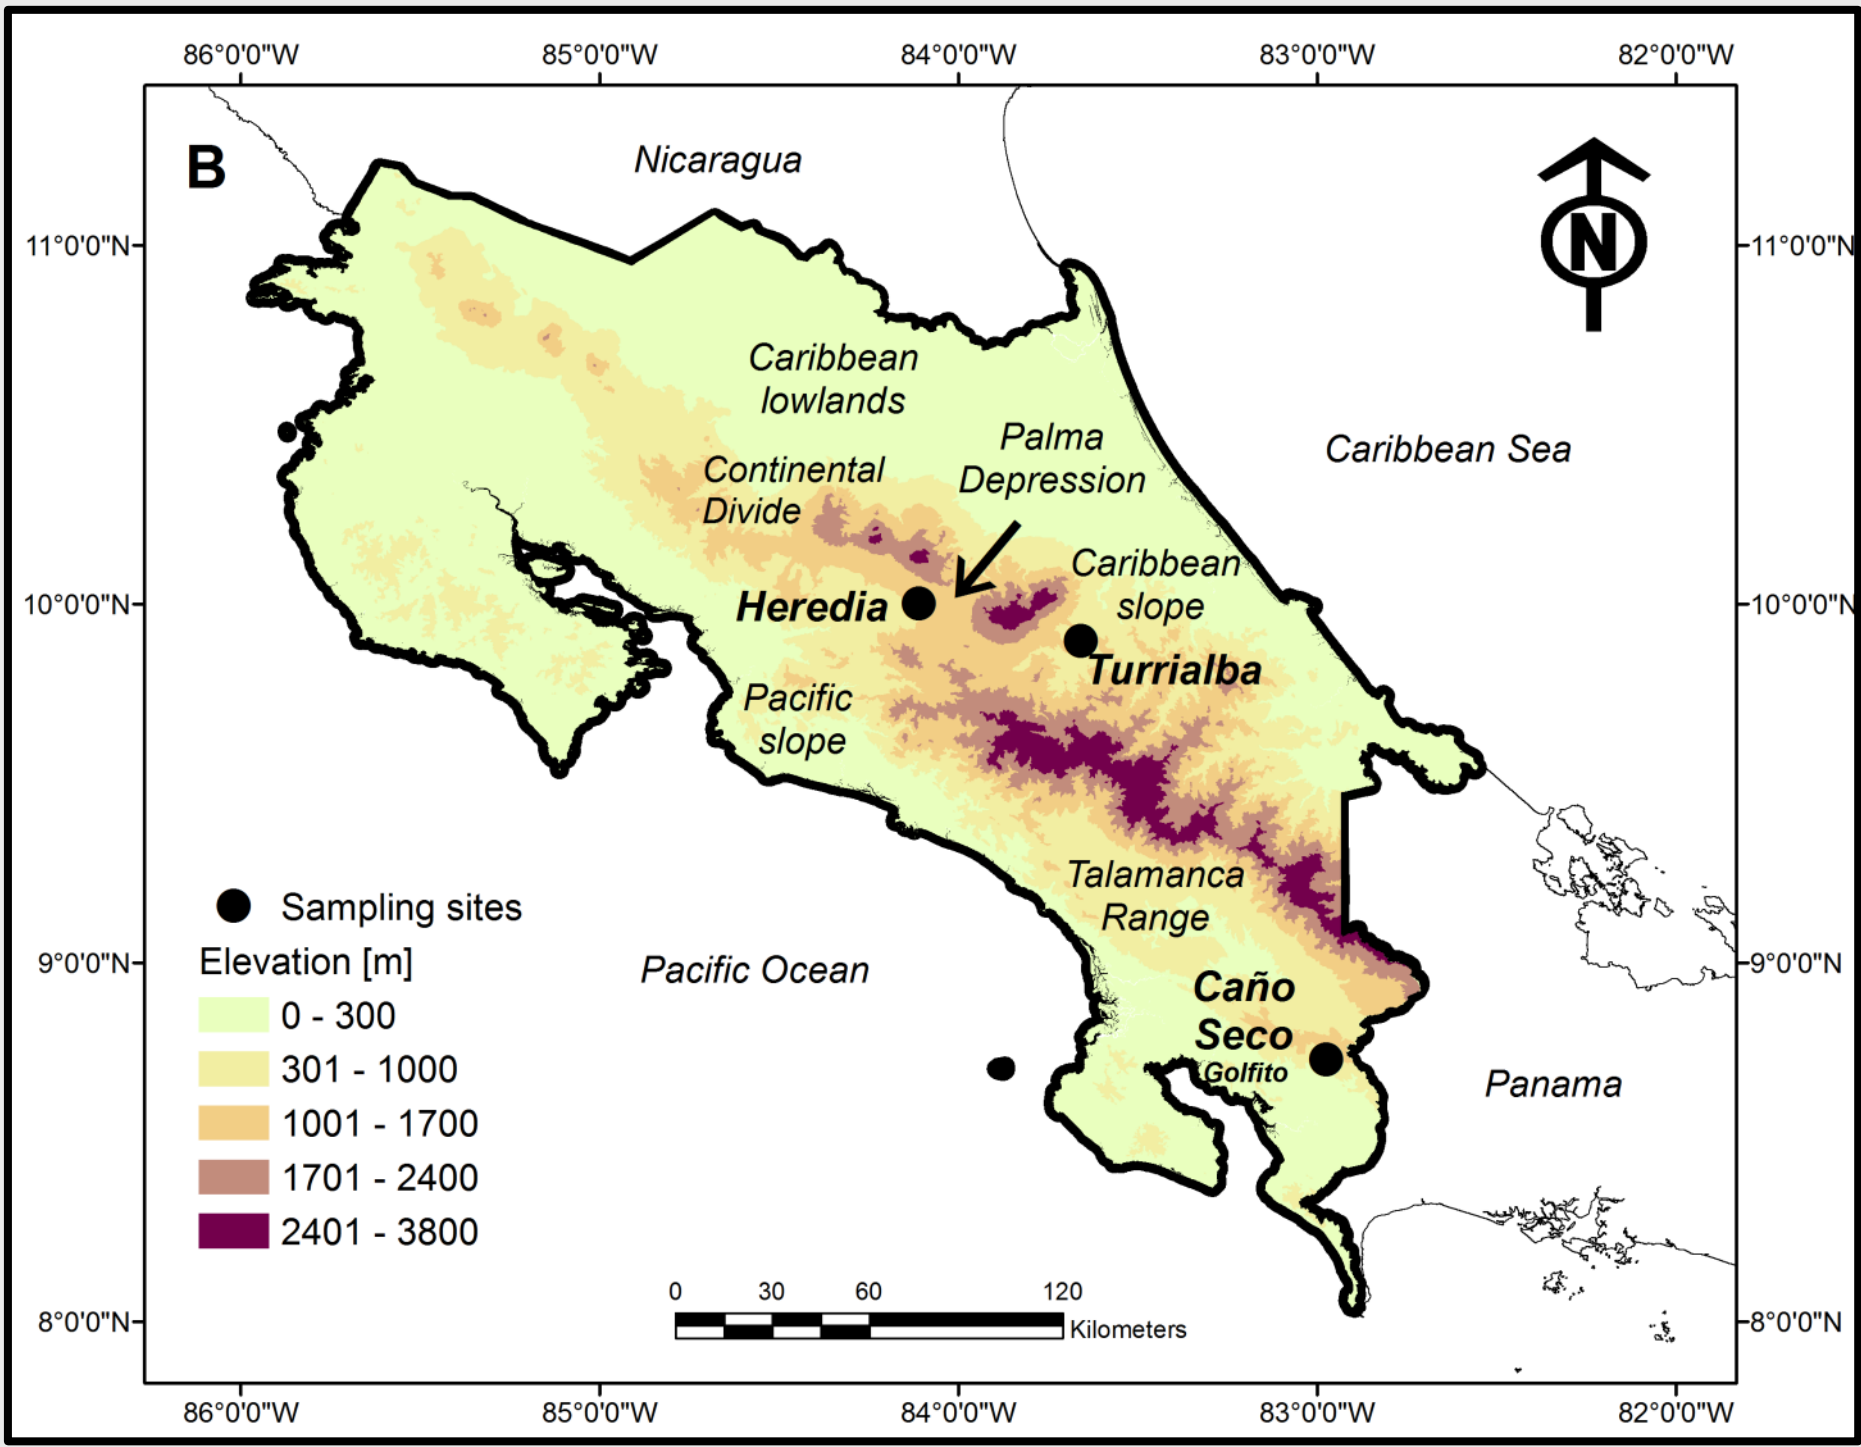 86°0'0"W
85°0'0"W
84°0'0"W
83°0'0"W
82°0'0"W
B
Nicaragua
N
11°0'0"N
11°0'0"N
Caribbean
lowlands
Palma
Depression
Caribbean Sea
Continental
Divide
Caribbean
slope
10°0'0"N
Heredia
10°0'0"N
Turrialba
Pacific
slope
Talamanca
Range
Sampling sites
Elevation [m]
9°0'0"N
Pacific Ocean
9°0'0"N
Caño
Seco
Golfito
Panama
0 - 300
301 - 1000
1001 - 1700
1701 - 2400
2401 - 3800
0 30 60 120
Kilometers
8°0'0"N
8°0'0"N
86°0'0"W
85°0'0"W
84°0'0"W
83°0'0"W
82°0'0"W